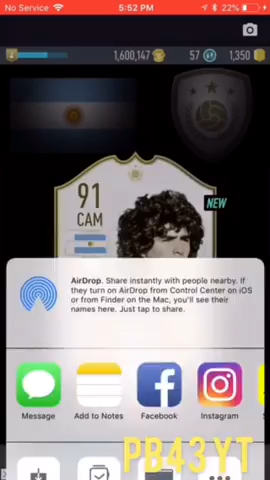 No Service 5:52 PM 22%
4 1,600,147 57 1,350
91
CAM
NEW
AirDrop. Share instantly with people nearby. If
they turn on AirDrop from Control Center on iOS
or from Finder on the Mac, you'll see their
names here. Just tap to share.
Message Add to Notes Facebook Instagram
PB43YT